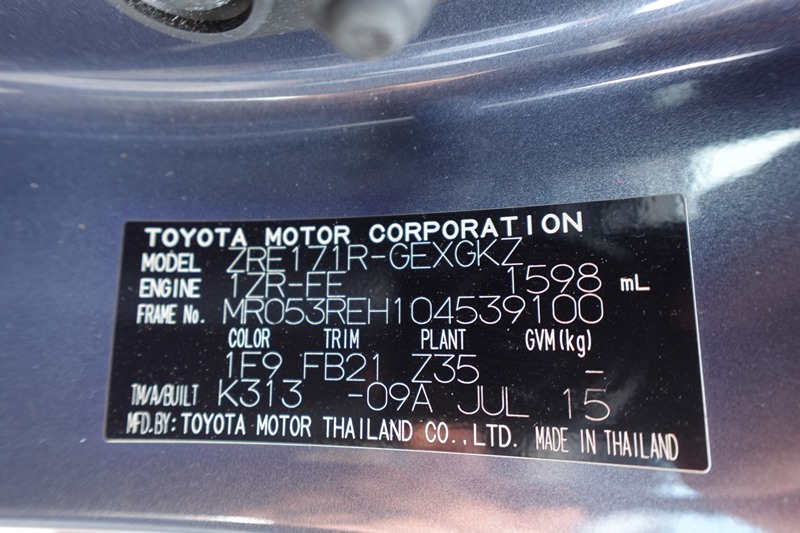 TOYOTA MOTOR CORPORATION
MODEL ZRE171R-GEXGKZ
ENGINE 1ZR-FE 1598 mL
FRAME No. MR053REH104539100
COLOR TRIM PLANT GVM(kg)
1F9 FB21 Z35 -
TM/A/BUILT K313 -09A JUL 15
MFD.BY: TOYOTA MOTOR THAILAND CO.,LTD. MADE IN THAILAND